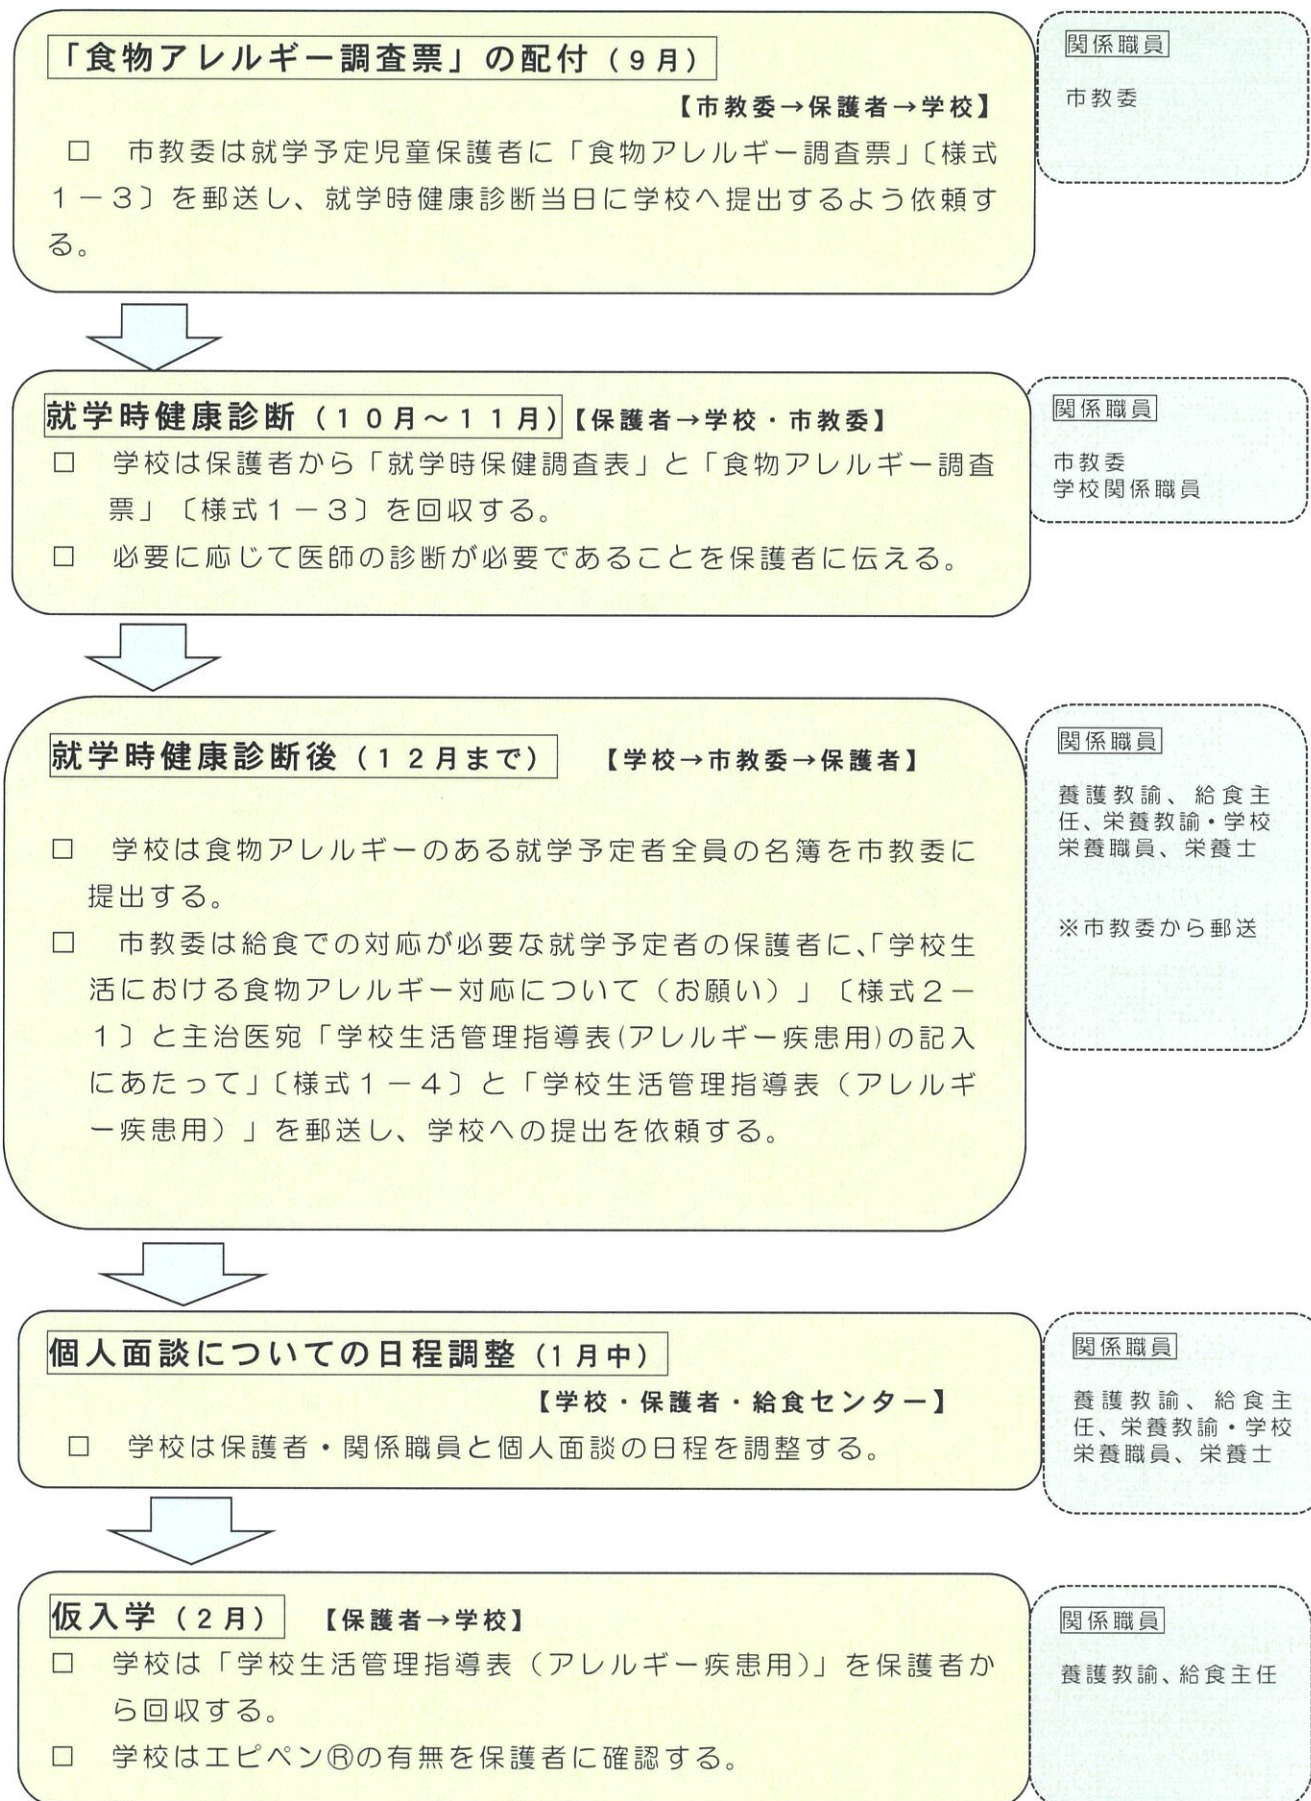 「食物アレルギー調査票」の配付（9月）
【市教委→保護者→学校】
□ 市教委は就学予定児童保護者に「食物アレルギー調査票」〔様式
1－3〕を郵送し、就学時健康診断当日に学校へ提出するよう依頼す
る。
関係職員
市教委
就学時健康診断（10月～11月）【保護者→学校・市教委】
□ 学校は保護者から「就学時保健調査表」と「食物アレルギー調査
票」〔様式1－3〕を回収する。
□ 必要に応じて医師の診断が必要であることを保護者に伝える。
関係職員
市教委
学校関係職員
就学時健康診断後（12月まで） 【学校→市教委→保護者】
□ 学校は食物アレルギーのある就学予定者全員の名簿を市教委に
提出する。
□ 市教委は給食での対応が必要な就学予定者の保護者に、「学校生
活における食物アレルギー対応について（お願い）」〔様式2－
1〕と主治医宛「学校生活管理指導表(アレルギー疾患用)の記入
にあたって」〔様式1－4〕と「学校生活管理指導表（アレルギ
ー疾患用）」を郵送し、学校への提出を依頼する。
関係職員
養護教諭、給食主
任、栄養教諭・学校
栄養職員、栄養士
※市教委から郵送
個人面談についての日程調整（1月中）
【学校・保護者・給食センター】
□ 学校は保護者・関係職員と個人面談の日程を調整する。
関係職員
養護教諭、給食主
任、栄養教諭・学校
栄養職員、栄養士
仮入学（2月） 【保護者→学校】
□ 学校は「学校生活管理指導表（アレルギー疾患用）」を保護者か
ら回収する。
□ 学校はエピペン®の有無を保護者に確認する。
関係職員
養護教諭、給食主任